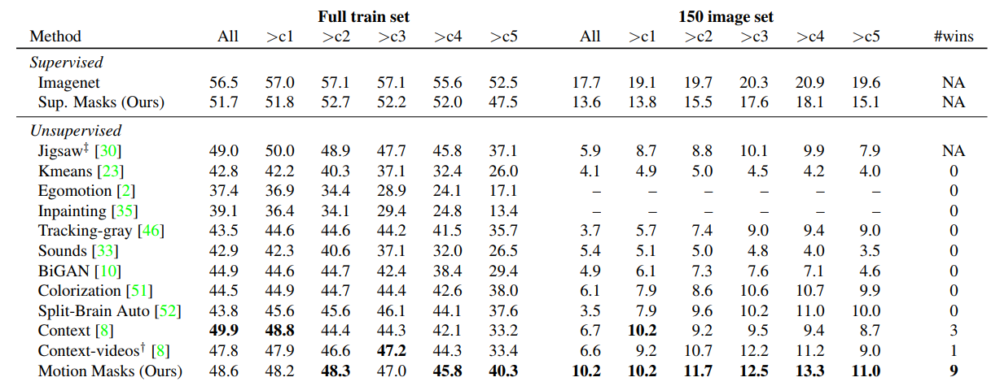 Full train set 150 image set
Method All >c1 >c2 >c3 >c4 >c5 All >c1 >c2 >c3 >c4 >c5 #wins
Supervised
Imagenet 56.5 57.0 57.1 57.1 55.6 52.5 17.7 19.1 19.7 20.3 20.9 19.6 NA
Sup. Masks (Ours) 51.7 51.8 52.7 52.2 52.0 47.5 13.6 13.8 15.5 17.6 18.1 15.1 NA
Unsupervised
Jigsaw‡ [30] 49.0 50.0 48.9 47.7 45.8 37.1 5.9 8.7 8.8 10.1 9.9 7.9 NA
Kmeans [23] 42.8 42.2 40.3 37.1 32.4 26.0 4.1 4.9 5.0 4.5 4.2 4.0 0
Egomotion [2] 37.4 36.9 34.4 28.9 24.1 17.1 – – – – – – 0
Inpainting [35] 39.1 36.4 34.1 29.4 24.8 13.4 – – – – – – 0
Tracking-gray [46] 43.5 44.6 44.6 44.2 41.5 35.7 3.7 5.7 7.4 9.0 9.4 9.0 0
Sounds [33] 42.9 42.3 40.6 37.1 32.0 26.5 5.4 5.1 5.0 4.8 4.0 3.5 0
BiGAN [10] 44.9 44.6 44.7 42.4 38.4 29.4 4.9 6.1 7.3 7.6 7.1 4.6 0
Colorization [51] 44.5 44.9 44.7 44.4 42.6 38.0 6.1 7.9 8.6 10.6 10.7 9.9 0
Split-Brain Auto [52] 43.8 45.6 45.6 46.1 44.1 37.6 3.5 7.9 9.6 10.2 11.0 10.0 0
Context [8] 49.9 48.8 44.4 44.3 42.1 33.2 6.7 10.2 9.2 9.5 9.4 8.7 3
Context-videos† [8] 47.8 47.9 46.6 47.2 44.3 33.4 6.6 9.2 10.7 12.2 11.2 9.0 1
Motion Masks (Ours) 48.6 48.2 48.3 47.0 45.8 40.3 10.2 10.2 11.7 12.5 13.3 11.0 9